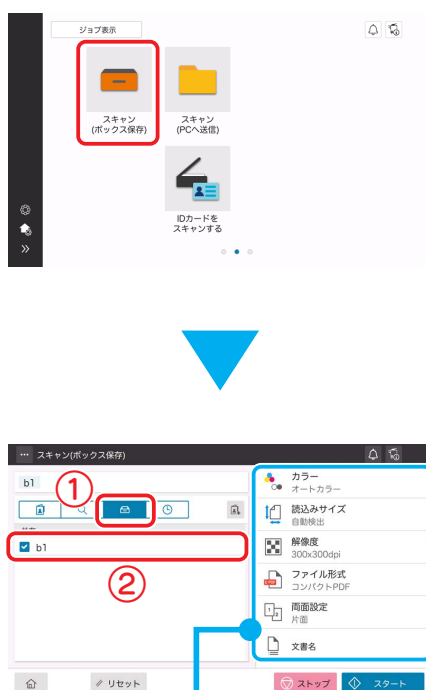 ジョブ表示
スキャン
(ボックス保存)
スキャン
(PCへ送信)
IDカードを
スキャンする
スキャン(ボックス保存)
b1
①
b1
②
カラー
オートカラー
読込みサイズ
自動検出
解像度
300x300dpi
ファイル形式
コンパクトPDF
両面設定
片面
文書名
リセット
ストップ
スタート